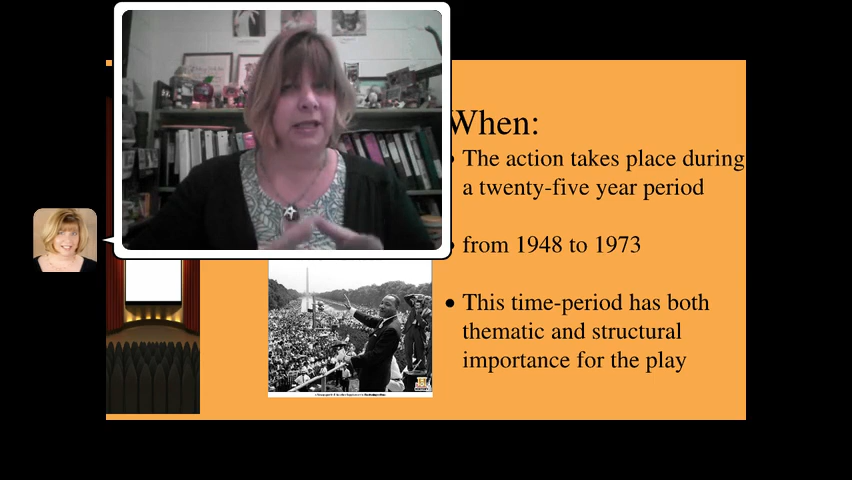 When:
• The action takes place during
a twenty-five year period
• from 1948 to 1973
• This time-period has both
thematic and structural
importance for the play